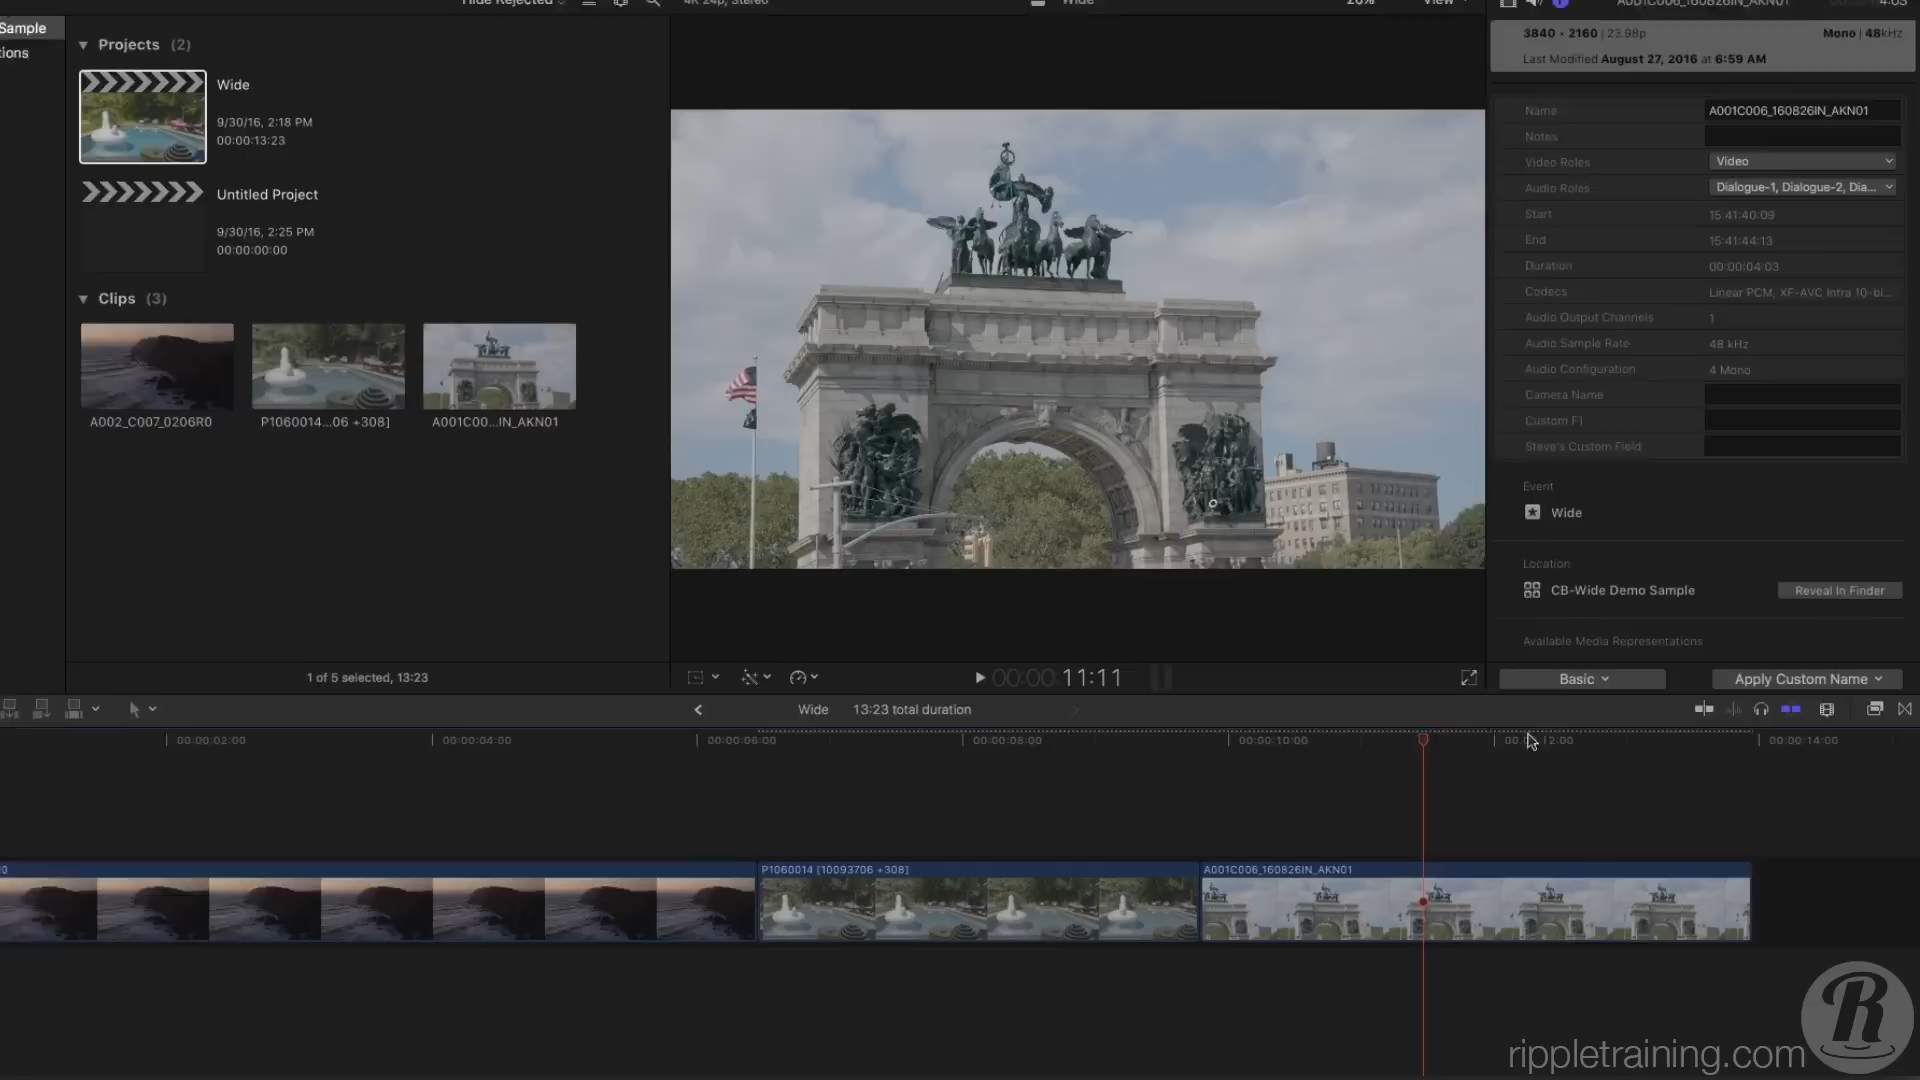 Hide Rejected
4K 24p, Stereo
Wide
20%
View
A001C006_160826IN_AKN01
4:03
Sample
tions
Projects (2)
Wide
9/30/16, 2:18 PM
00:00:13:23
Untitled Project
9/30/16, 2:25 PM
00:00:00:00
Clips (3)
A002_C007_0206R0
P1060014...06 +308]
A001C00...IN_AKN01
1 of 5 selected, 13:23
3840 × 2160 | 23.98p
Mono | 48kHz
Last Modified August 27, 2016 at 6:59 AM
Name A001C006_160826IN_AKN01
Notes
Video Roles Video
Audio Roles Dialogue-1, Dialogue-2, Dia...
Start 15:41:40:09
End 15:41:44:13
Duration 00:00:04:03
Codecs Linear PCM, XF-AVC Intra 10-bi...
Audio Output Channels 1
Audio Sample Rate 48 kHz
Audio Configuration 4 Mono
Camera Name
Custom F1
Steve's Custom Field
Event
Wide
Location
CB-Wide Demo Sample
Reveal In Finder
Available Media Representations
Basic
Apply Custom Name
00:00 11:11
Wide
13:23 total duration
00:00:02:00
00:00:04:00
00:00:06:00
00:00:08:00
00:00:10:00
00:00:14:00
P1060014 [10093706 +308]
A001C006_160826IN_AKN01
R
rippletraining.com